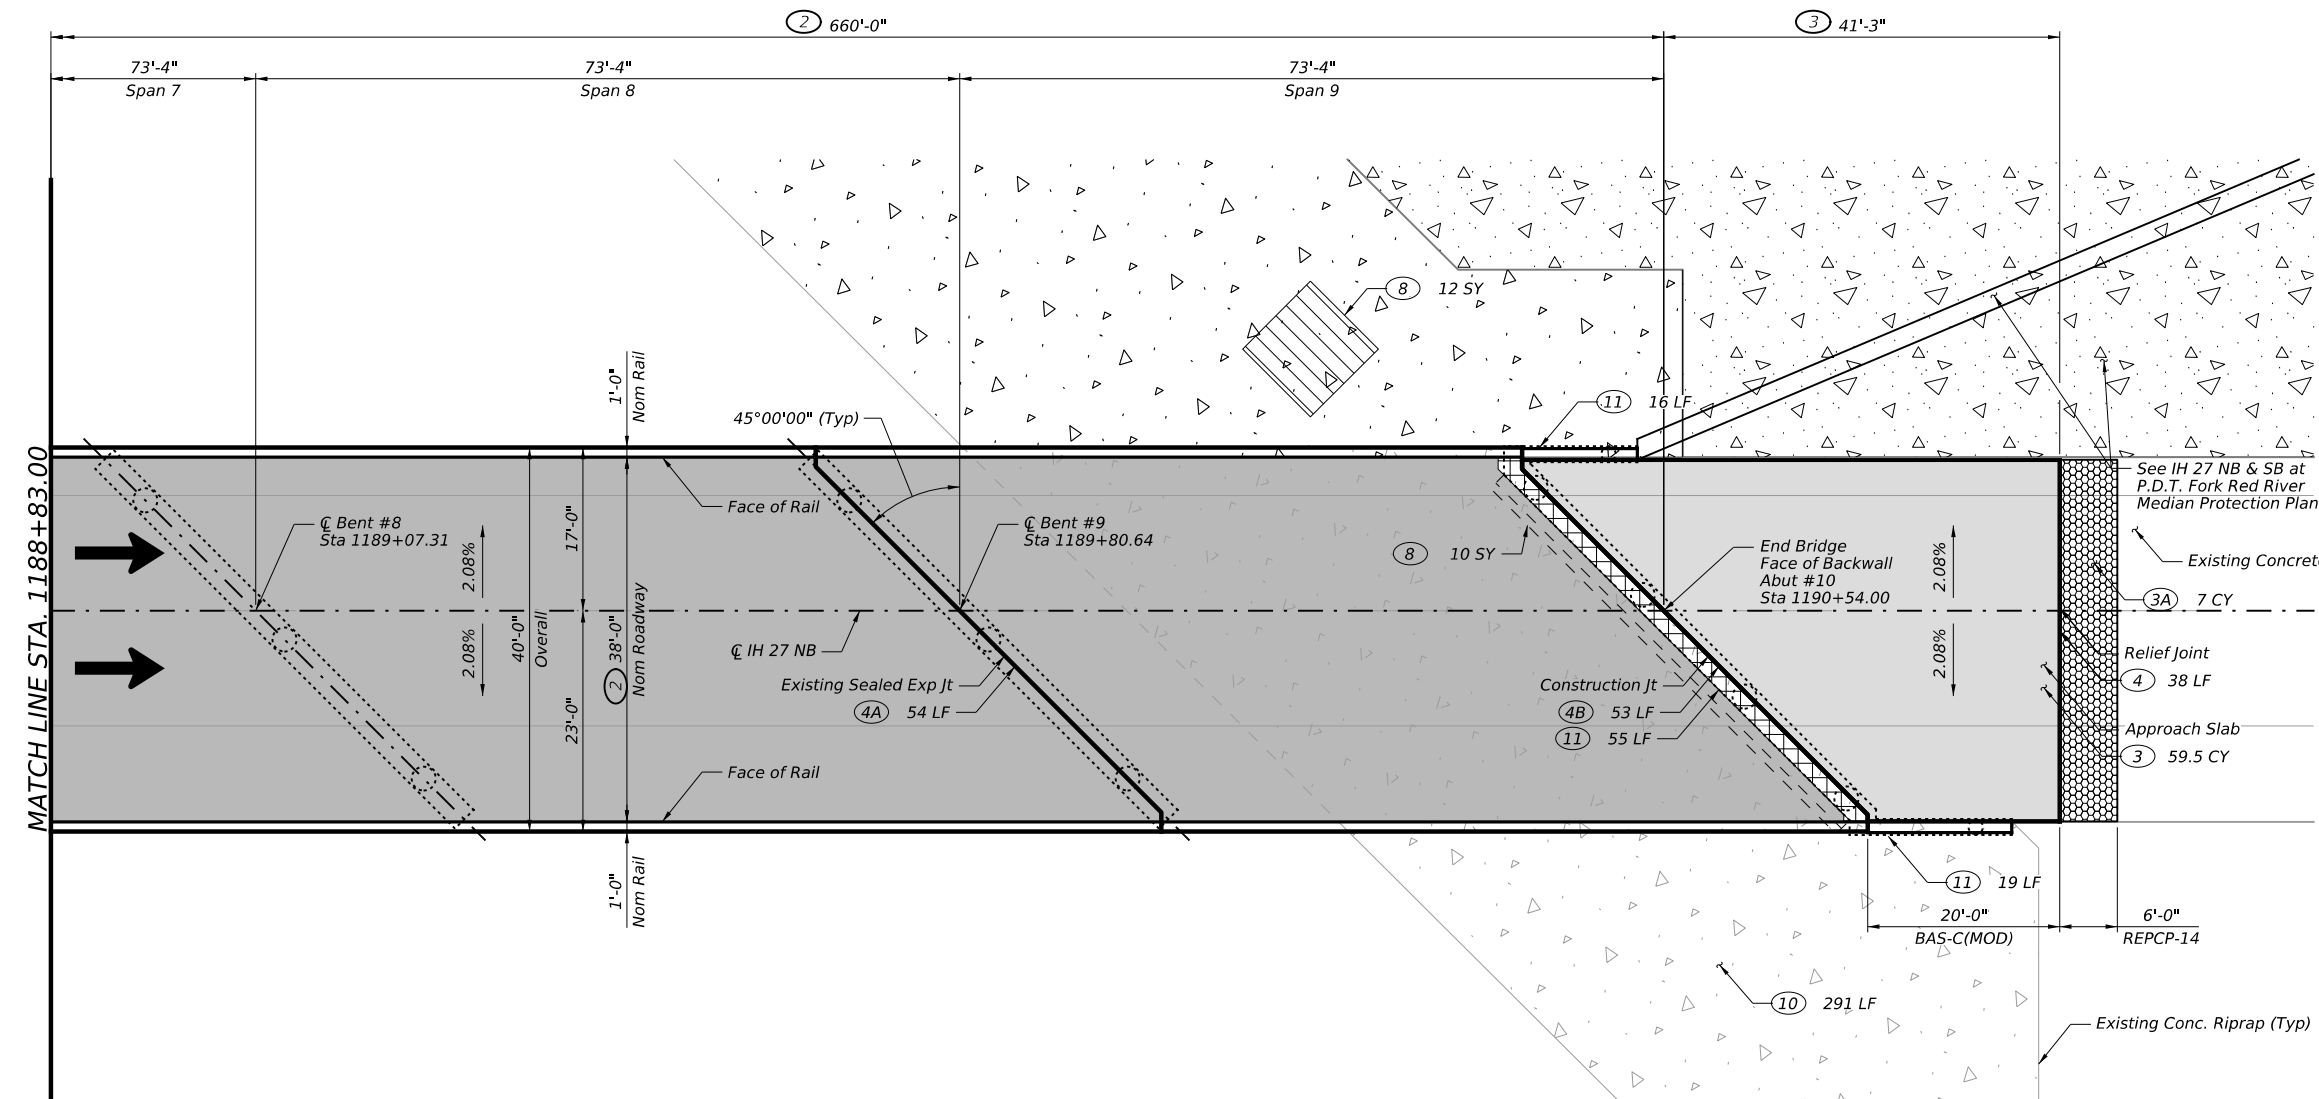 2 660'-0"
3 41'-3"
73'-4"
Span 7
73'-4"
Span 8
73'-4"
Span 9
8 12 SY
1'-0"
Nom Rail
45°00'00" (Typ)
11 16 LF
MATCH LINE STA. 1188+83.00
Face of Rail
℄ Bent #8
Sta 1189+07.31
2.08%
2.08%
40'-0"
Overall
17'-0"
23'-0"
2 38'-0"
Nom Roadway
℄ Bent #9
Sta 1189+80.64
8 10 SY
End Bridge
Face of Backwall
Abut #10
Sta 1190+54.00
2.08%
2.08%
See IH 27 NB & SB at
P.D.T. Fork Red River
Median Protection Plan
Existing Concret
3A 7 CY
℄ IH 27 NB
Existing Sealed Exp Jt
4A 54 LF
Construction Jt
4B 53 LF
11 55 LF
Relief Joint
4 38 LF
Approach Slab
3 59.5 CY
Face of Rail
1'-0"
Nom Rail
11 19 LF
20'-0"
BAS-C(MOD)
6'-0"
REPCP-14
10 291 LF
Existing Conc. Riprap (Typ)